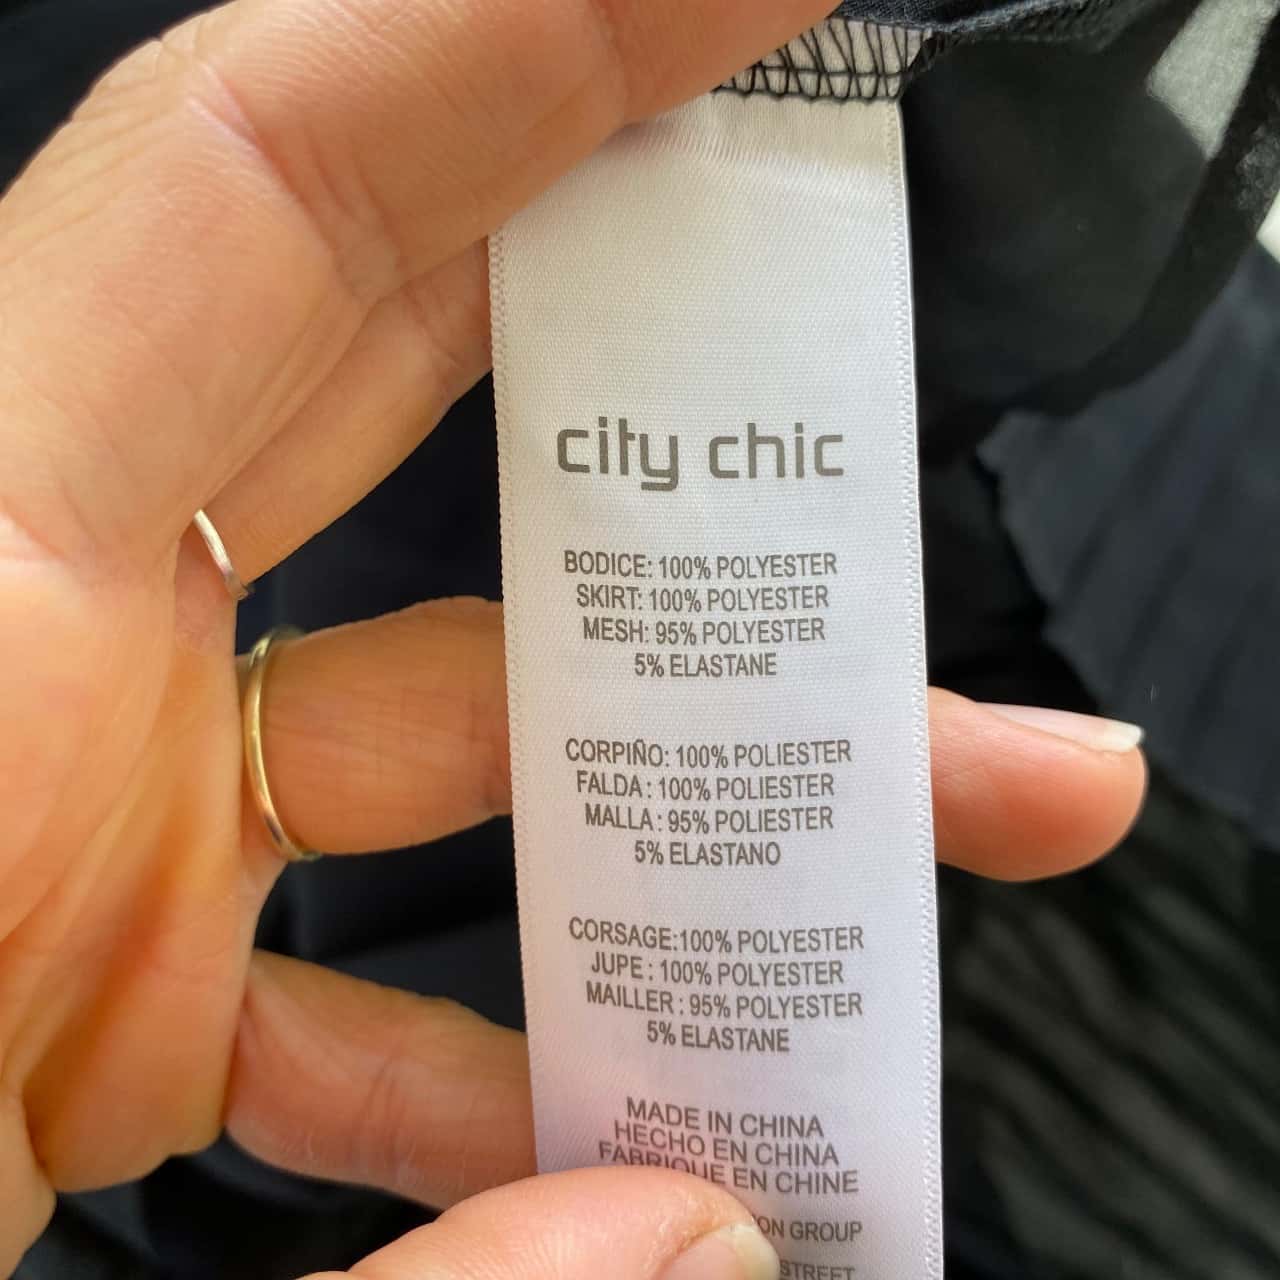 city chic
BODICE: 100% POLYESTER
SKIRT: 100% POLYESTER
MESH: 95% POLYESTER
5% ELASTANE
CORPIÑO: 100% POLIESTER
FALDA : 100% POLIESTER
MALLA : 95% POLIESTER
5% ELASTANO
CORSAGE:100% POLYESTER
JUPE : 100% POLYESTER
MAILLER : 95% POLYESTER
5% ELASTANE
MADE IN CHINA
HECHO EN CHINA
FABRIQUE EN CHINE
GROUP
STREET